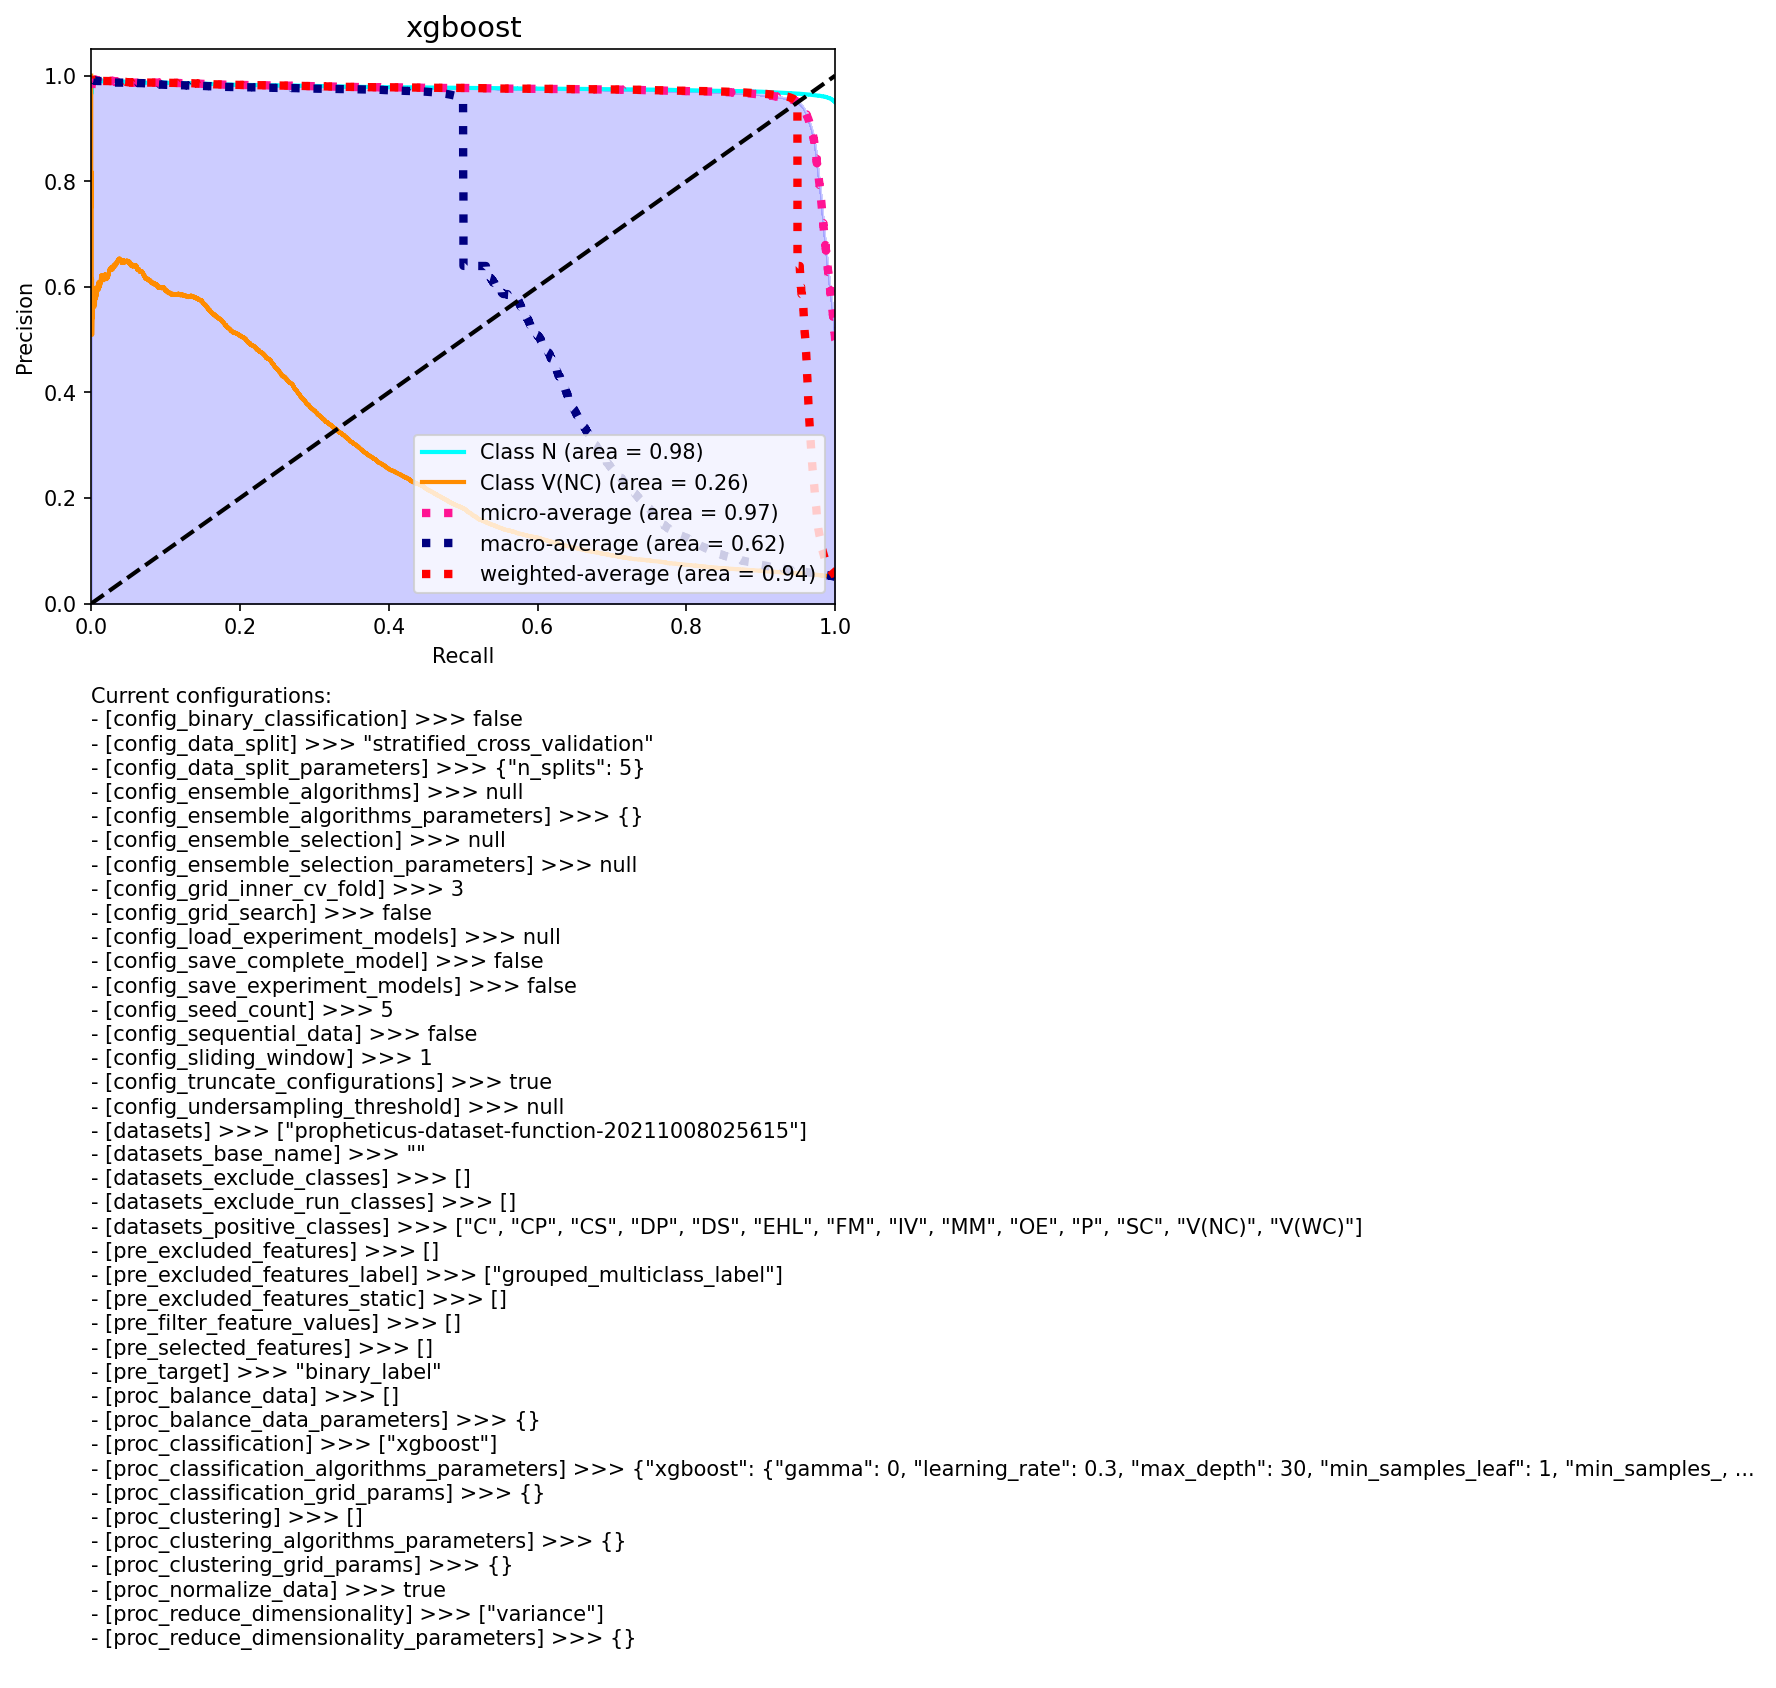 xgboost
1.0
0.8
0.6
0.4
0.2
0.0
Precision
Class N (area = 0.98)
Class V(NC) (area = 0.26)
micro-average (area = 0.97)
macro-average (area = 0.62)
weighted-average (area = 0.94)
0.0 0.2 0.4 0.6 0.8 1.0
Recall
Current configurations:
- [config_binary_classification] >>> false
- [config_data_split] >>> "stratified_cross_validation"
- [config_data_split_parameters] >>> {"n_splits": 5}
- [config_ensemble_algorithms] >>> null
- [config_ensemble_algorithms_parameters] >>> {}
- [config_ensemble_selection] >>> null
- [config_ensemble_selection_parameters] >>> null
- [config_grid_inner_cv_fold] >>> 3
- [config_grid_search] >>> false
- [config_load_experiment_models] >>> null
- [config_save_complete_model] >>> false
- [config_save_experiment_models] >>> false
- [config_seed_count] >>> 5
- [config_sequential_data] >>> false
- [config_sliding_window] >>> 1
- [config_truncate_configurations] >>> true
- [config_undersampling_threshold] >>> null
- [datasets] >>> ["propheticus-dataset-function-20211008025615"]
- [datasets_base_name] >>> ""
- [datasets_exclude_classes] >>> []
- [datasets_exclude_run_classes] >>> []
- [datasets_positive_classes] >>> ["C", "CP", "CS", "DP", "DS", "EHL", "FM", "IV", "MM", "OE", "P", "SC", "V(NC)", "V(WC)"]
- [pre_excluded_features] >>> []
- [pre_excluded_features_label] >>> ["grouped_multiclass_label"]
- [pre_excluded_features_static] >>> []
- [pre_filter_feature_values] >>> []
- [pre_selected_features] >>> []
- [pre_target] >>> "binary_label"
- [proc_balance_data] >>> []
- [proc_balance_data_parameters] >>> {}
- [proc_classification] >>> ["xgboost"]
- [proc_classification_algorithms_parameters] >>> {"xgboost": {"gamma": 0, "learning_rate": 0.3, "max_depth": 30, "min_samples_leaf": 1, "min_samples_, ...
- [proc_classification_grid_params] >>> {}
- [proc_clustering] >>> []
- [proc_clustering_algorithms_parameters] >>> {}
- [proc_clustering_grid_params] >>> {}
- [proc_normalize_data] >>> true
- [proc_reduce_dimensionality] >>> ["variance"]
- [proc_reduce_dimensionality_parameters] >>> {}